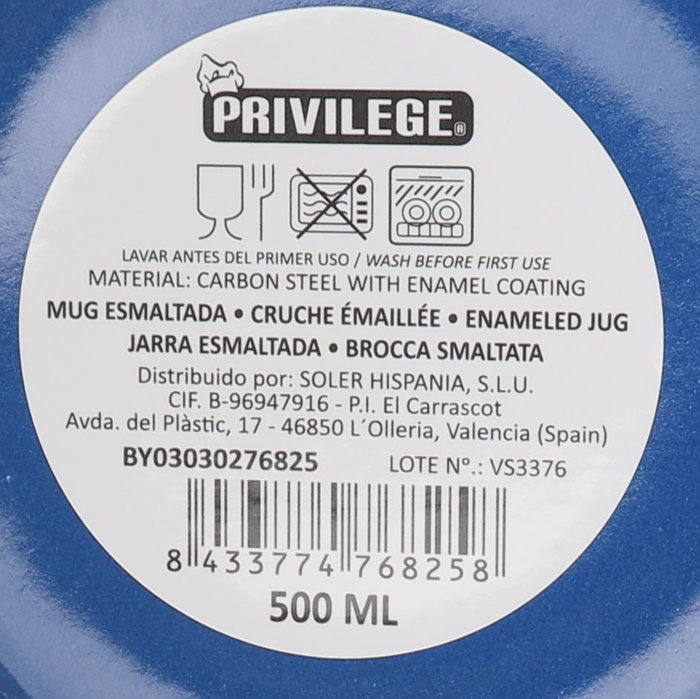 PRIVILEGE®
LAVAR ANTES DEL PRIMER USO / WASH BEFORE FIRST USE
MATERIAL: CARBON STEEL WITH ENAMEL COATING
MUG ESMALTADA • CRUCHE ÉMAILLÉE • ENAMELED JUG
JARRA ESMALTADA • BROCCA SMALTATA
Distribuido por: SOLER HISPANIA, S.L.U.
CIF. B-96947916 - P.I. El Carrascot
Avda. del Plàstic, 17 - 46850 L´Olleria, Valencia (Spain)
BY03030276825 LOTE Nº.: VS3376
8 433774 768258
500 ML